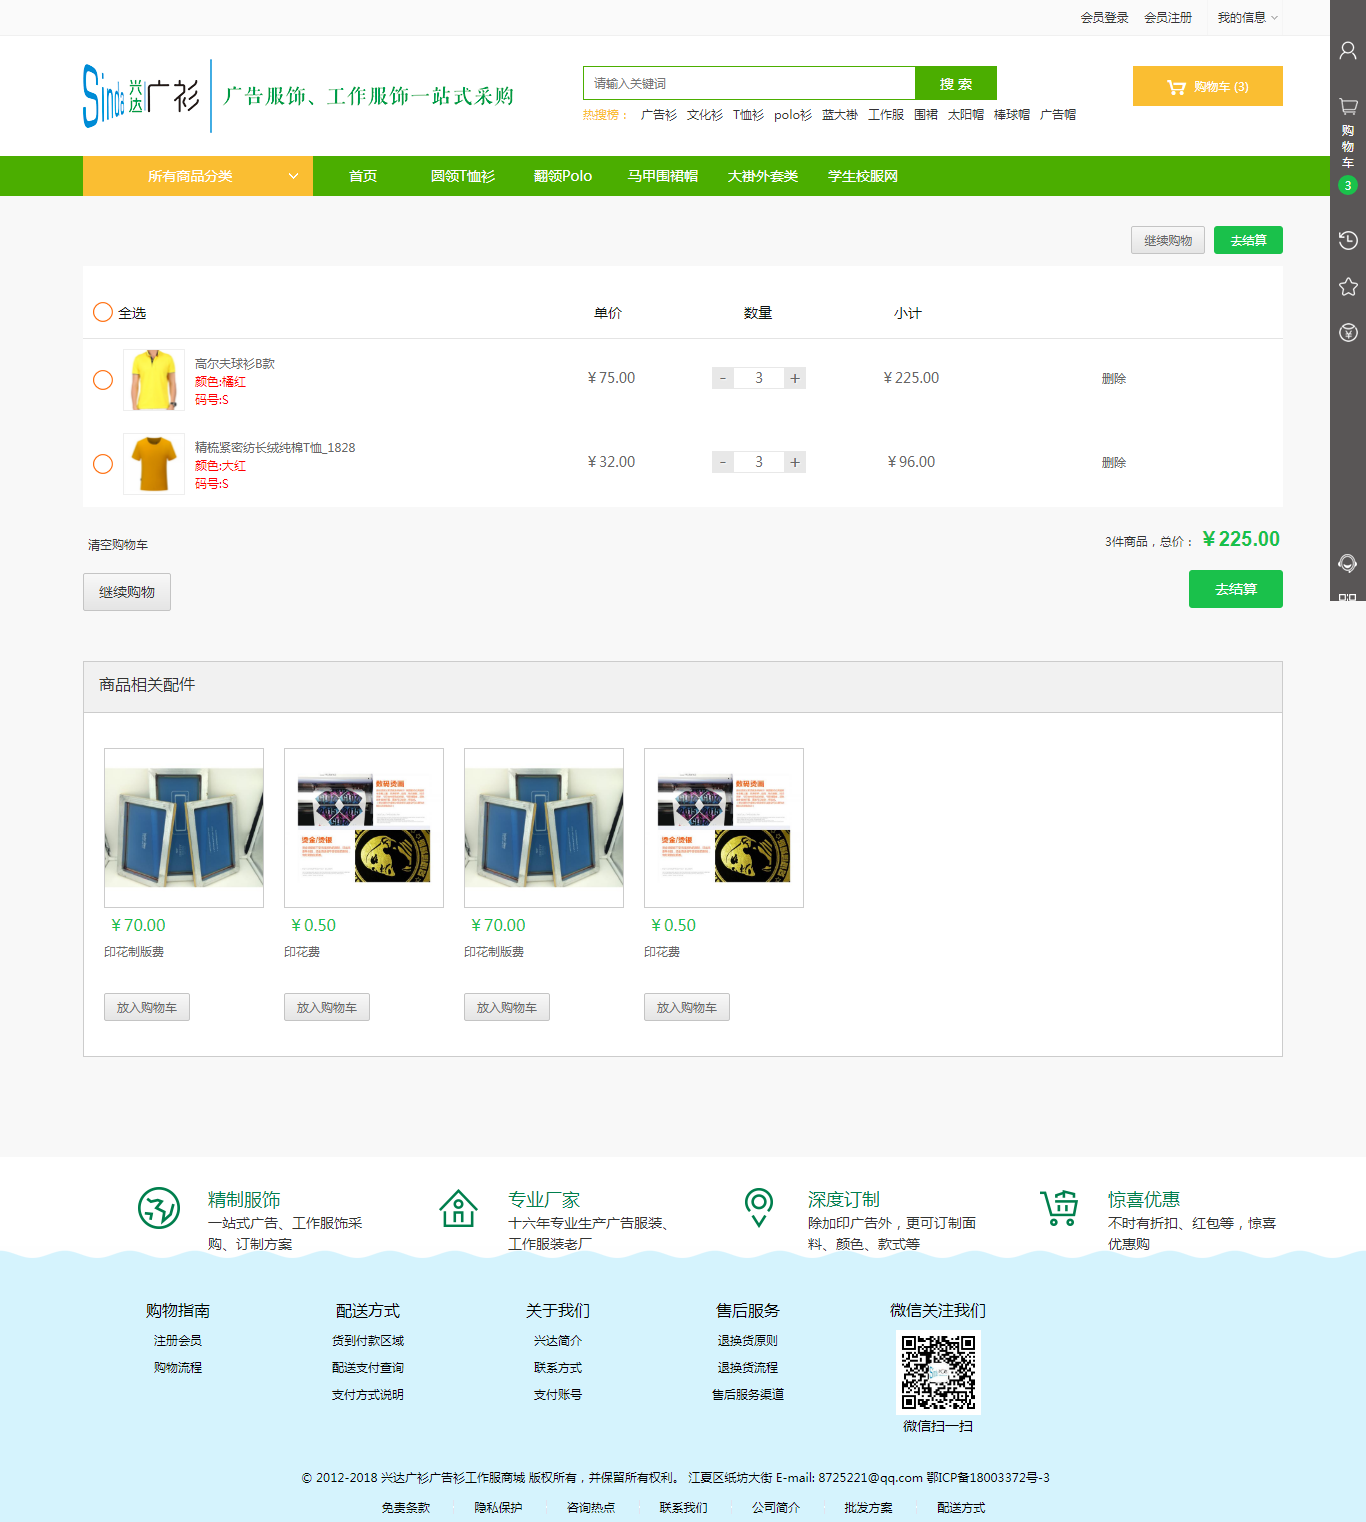 会员登录 会员注册 我的信息
Sinda 兴达 广衫 广告服饰、工作服饰一站式采购
请输入关键词 搜 索
购物车 (3)
热搜榜： 广告衫 文化衫 T恤衫 polo衫 蓝大褂 工作服 围裙 太阳帽 棒球帽 广告帽
所有商品分类 首页 圆领T恤衫 翻领Polo 马甲围裙帽 大褂外套类 学生校服网
购物车
3
继续购物 去结算
全选 单价 数量 小计
高尔夫球衫B款
颜色:橘红
码号:S
￥75.00 - 3 + ￥225.00 删除
精梳紧密纺长绒纯棉T恤_1828
颜色:大红
码号:S
￥32.00 - 3 + ￥96.00 删除
清空购物车 3件商品，总价： ￥225.00
继续购物 去结算
商品相关配件
数码烫画
烫金/烫银
数码烫画
烫金/烫银
￥70.00 ￥0.50 ￥70.00 ￥0.50
印花制版费 印花费 印花制版费 印花费
放入购物车 放入购物车 放入购物车 放入购物车
精制服饰
一站式广告、工作服饰采
购、订制方案
专业厂家
十六年专业生产广告服装、
工作服装老厂
深度订制
除加印广告外，更可订制面
料、颜色、款式等
惊喜优惠
不时有折扣、红包等，惊喜
优惠购
购物指南 配送方式 关于我们 售后服务 微信关注我们
注册会员 货到付款区域 兴达简介 退换货原则
购物流程 配送支付查询 联系方式 退换货流程
支付方式说明 支付账号 售后服务渠道
微信扫一扫
© 2012-2018 兴达广衫广告衫工作服商城 版权所有，并保留所有权利。 江夏区纸坊大街 E-mail: 8725221@qq.com 鄂ICP备18003372号-3
免责条款 隐私保护 咨询热点 联系我们 公司简介 批发方案 配送方式